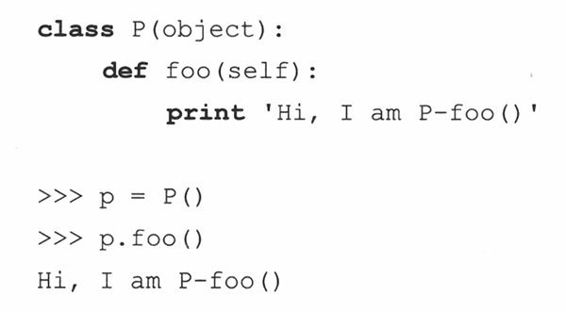 class P(object):
    def foo(self):
        print 'Hi, I am P-foo()'
>>> p = P()
>>> p.foo()
Hi, I am P-foo()